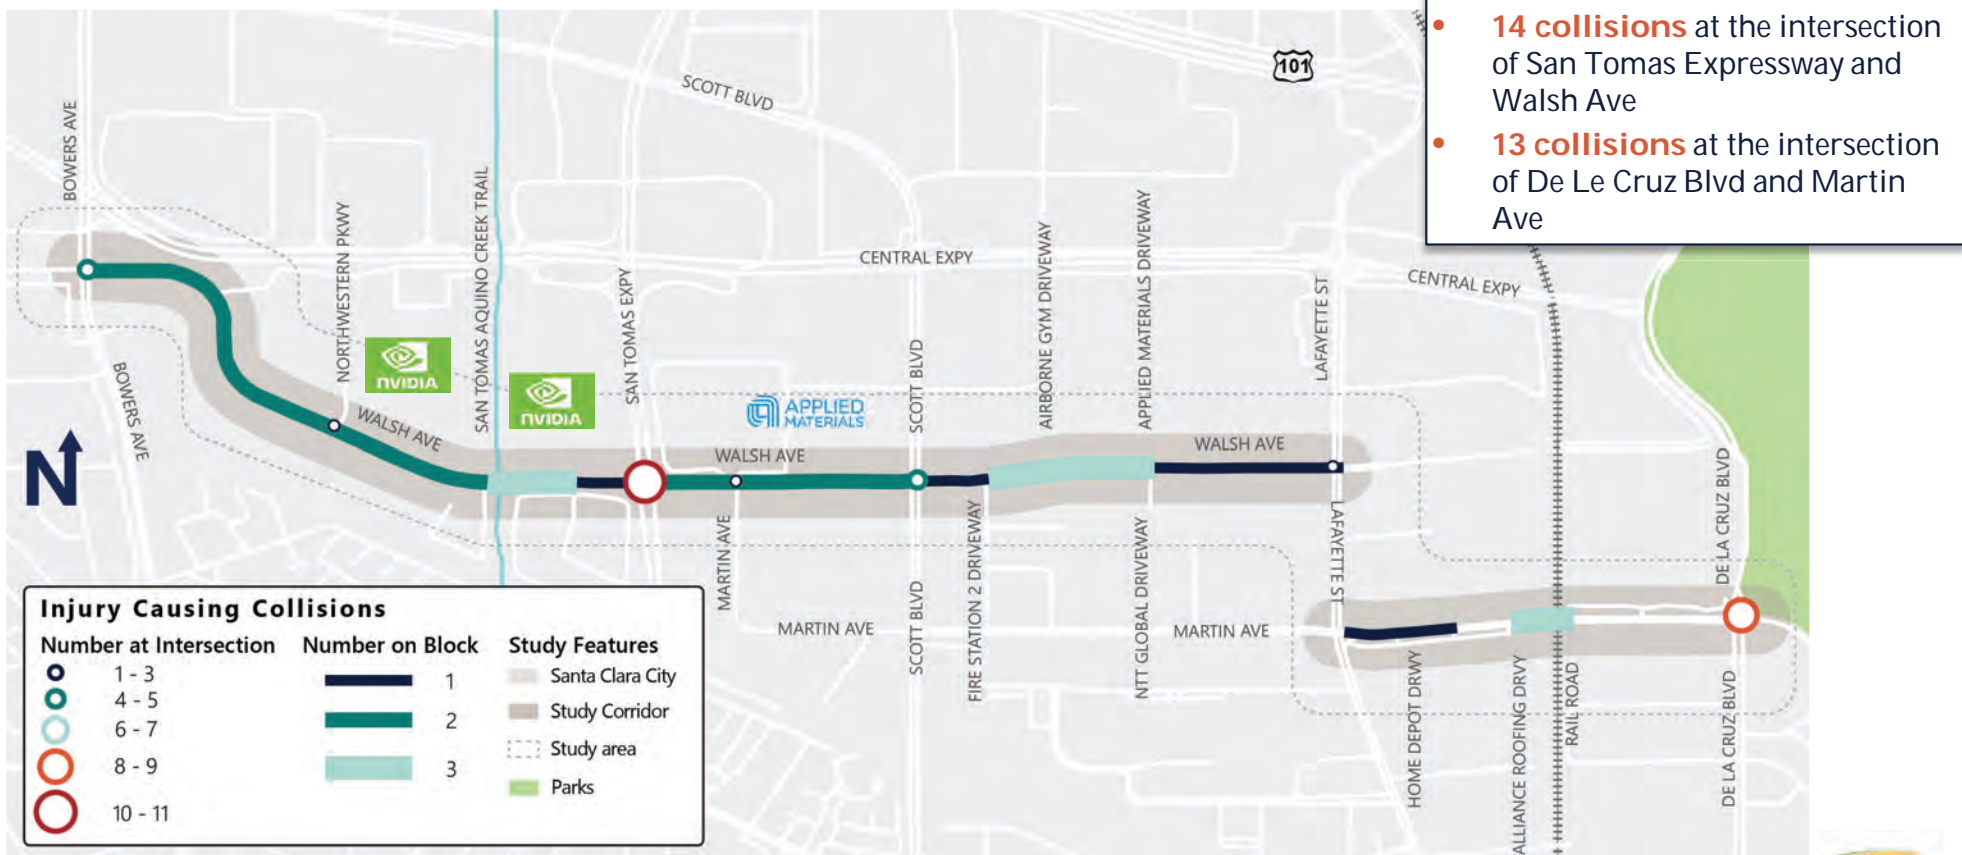 • 14 collisions at the intersection
of San Tomas Expressway and
Walsh Ave
• 13 collisions at the intersection
of De Le Cruz Blvd and Martin
Ave
101
SCOTT BLVD
BOWERS AVE
NORTHWESTERN PKWY
SAN TOMAS AQUINO CREEK TRAIL
SAN TOMAS EXPY
CENTRAL EXPY
SCOTT BLVD
AIRBORNE GYM DRIVEWAY
APPLIED MATERIALS DRIVEWAY
LAFAYETTE ST
CENTRAL EXPY
BOWERS AVE
NVIDIA
NVIDIA
APPLIED
MATERIALS
WALSH AVE
WALSH AVE
WALSH AVE
N
MARTIN AVE
SCOTT BLVD
FIRE STATION 2 DRIVEWAY
NTT GLOBAL DRIVEWAY
LAFAYETTE ST
DE LA CRUZ BLVD
MARTIN AVE
MARTIN AVE
HOME DEPOT DRWY
ALLIANCE ROOFING DRVY
RAIL ROAD
DE LA CRUZ BLVD
Injury Causing Collisions
Number at Intersection
1 - 3
4 - 5
6 - 7
8 - 9
10 - 11
Number on Block
1
2
3
Study Features
Santa Clara City
Study Corridor
Study area
Parks